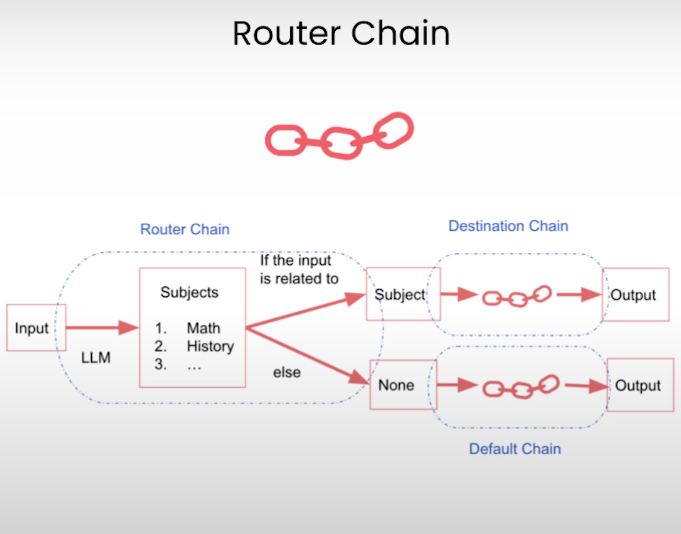 Router Chain
Router Chain
Destination Chain
If the input
is related to
Subjects
Subject
Output
Input
1. Math
2. History
3. ...
LLM
else
None
Output
Default Chain